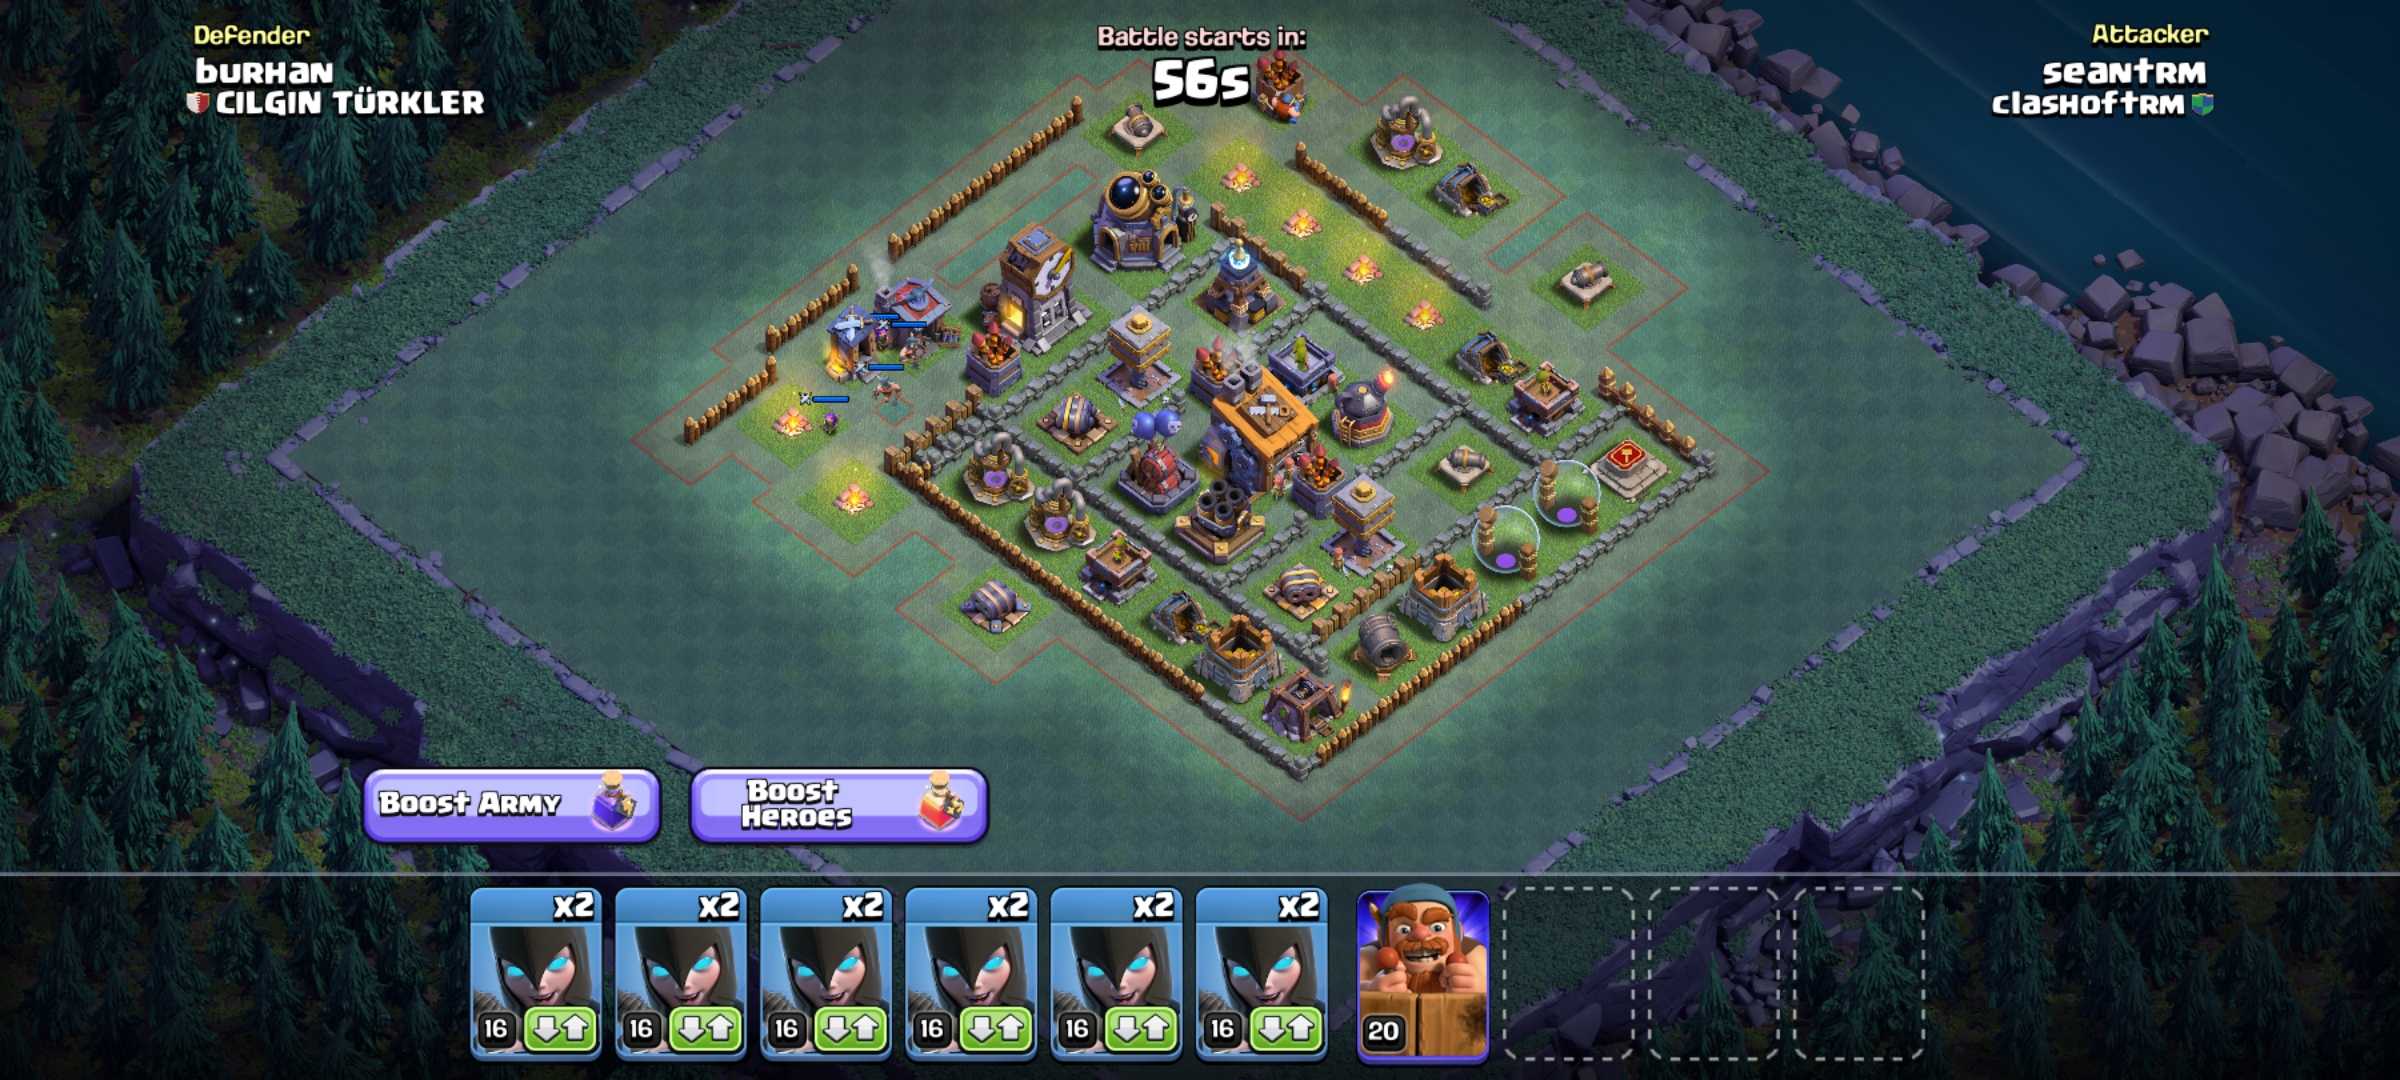 Defender
burhan
CILGIN TÜRKLER
Battle starts in:
56s
Attacker
seantRM
clashoftRM
Boost Army
Boost
Heroes
x2
x2
x2
x2
x2
x2
16
16
16
16
16
16
20